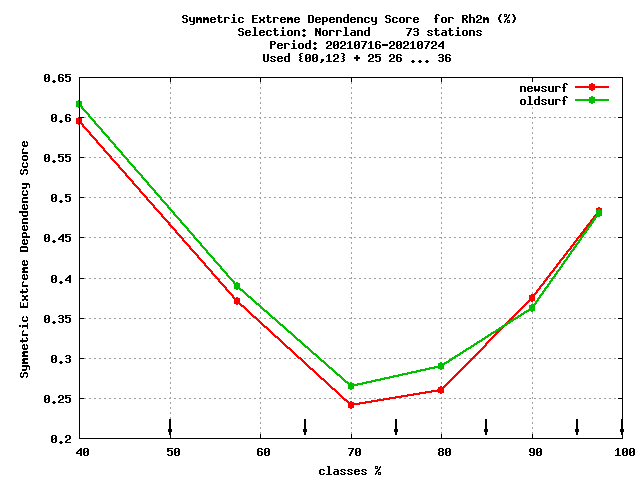 Symmetric Extreme Dependency Score  for Rh2m (%)
Selection: Norrland     73 stations
Period: 20210716-20210724
Used {00,12} + 25 26 ... 36
newsurf
oldsurf
Symmetric Extreme Dependency Score
0.65
0.6
0.55
0.5
0.45
0.4
0.35
0.3
0.25
0.2
40 50 60 70 80 90 100
classes %